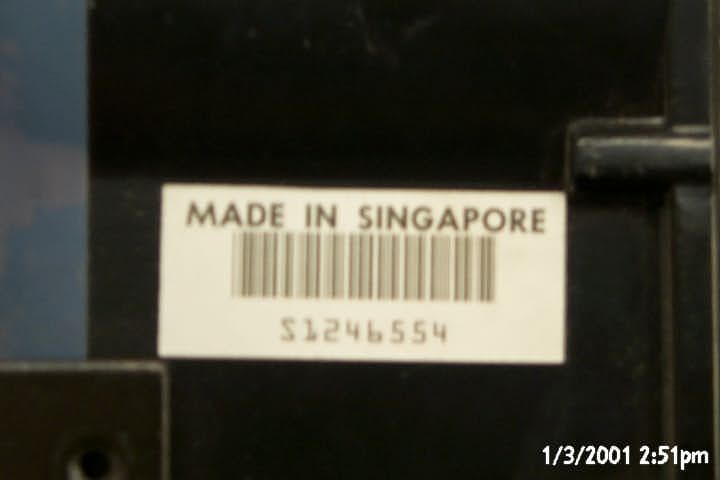 MADE IN SINGAPORE
S1246554
1/3/2001 2:51pm